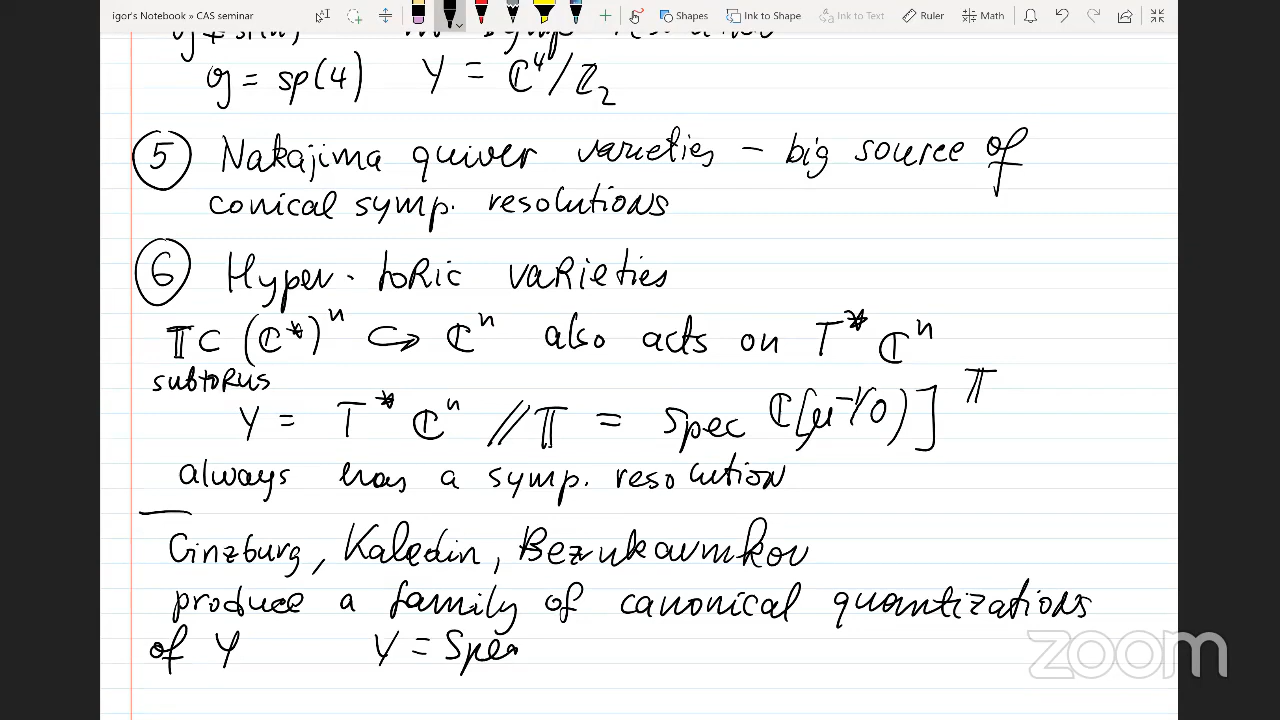 igor's Notebook » CAS seminar
Shapes
Ink to Shape
Ink to Text
Ruler
Math
𝔤 = sp(4) Y = ℂ⁴/ℤ₂
⑤ Nakajima quiver varieties – big source of
conical symp. resolutions
⑥ Hyper-toric varieties
𝕋 ⊂ (ℂ*)ⁿ ↪ ℂⁿ also acts on T* ℂⁿ
subtorus
Y = T* ℂⁿ // 𝕋 = Spec ℂ[μ⁻¹(0)]^𝕋
always has a symp. resolution
Ginzburg, Kaledin, Bezrukavnikov
produce a family of canonical quantizations
of Y Y = Spec
zoom